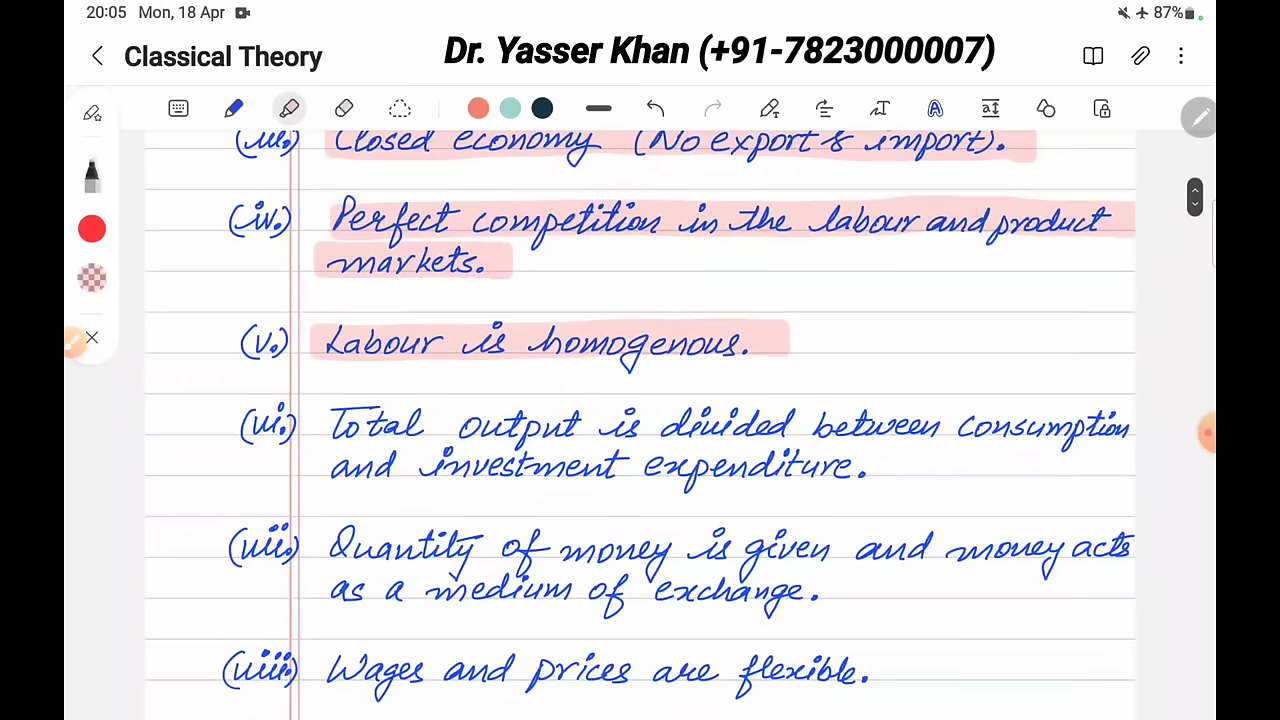 20:05 Mon, 18 Apr
87%
Classical Theory
Dr. Yasser Khan (+91-7823000007)
(iii.) Closed economy (No export & import).
(iv.) Perfect competition in the labour and product
markets.
(v.) Labour is homogenous.
(vi.) Total output is divided between consumption
and investment expenditure.
(vii.) Quantity of money is given and money acts
as a medium of exchange.
(viii.) Wages and prices are flexible.